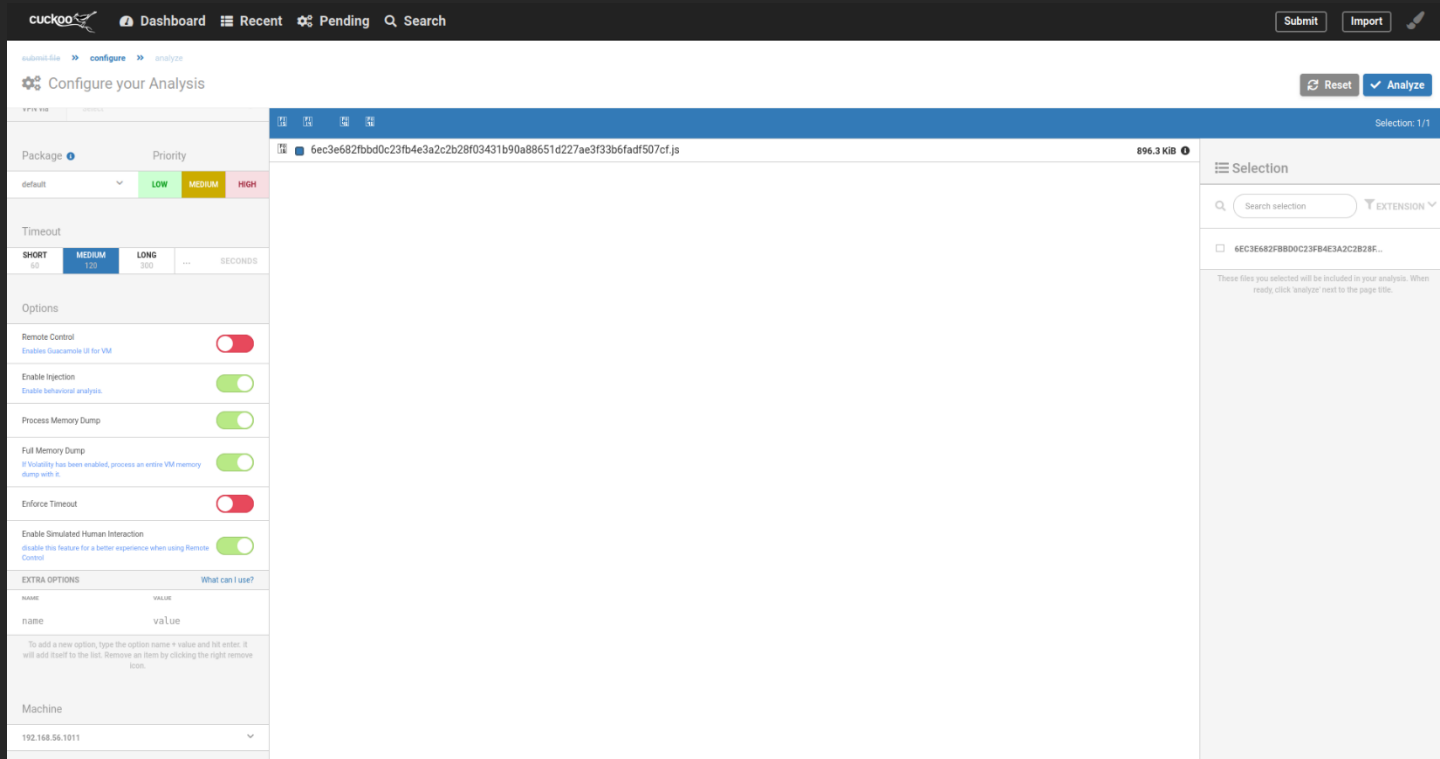 cuckoo Dashboard Recent Pending Search Submit Import
submit file » configure » analyze
Configure your Analysis Reset Analyze
VPN via Select
Selection: 1/1
Package Priority
default LOW MEDIUM HIGH
Timeout
SHORT MEDIUM LONG
60 120 300 ... SECONDS
Options
Remote Control
Enables Guacamole UI for VM
Enable Injection
Enable behavioral analysis.
Process Memory Dump
Full Memory Dump
If Volatility has been enabled, process an entire VM memory
dump with it.
Enforce Timeout
Enable Simulated Human Interaction
disable this feature for a better experience when using Remote
Control
EXTRA OPTIONS What can I use?
NAME VALUE
name value
To add a new option, type the option name + value and hit enter. It
will add itself to the list. Remove an item by clicking the right remove
icon.
Machine
192.168.56.1011
6ec3e682fbbd0c23fb4e3a2c2b28f03431b90a88651d227ae3f33b6fadf507cf.js 896.3 KiB
Selection
Search selection EXTENSION
6EC3E682FBBD0C23FB4E3A2C2B28F...
These files you selected will be included in your analysis. When
ready, click 'analyze' next to the page title.